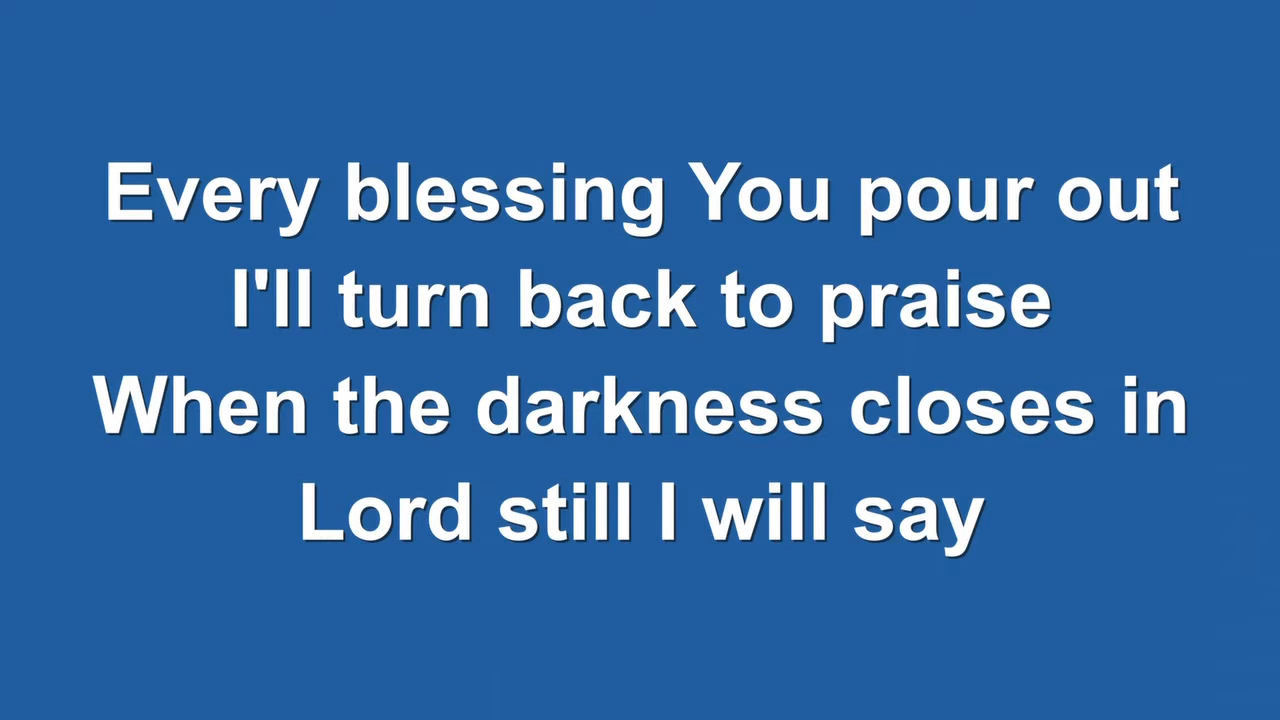 Every blessing You pour out
I'll turn back to praise
When the darkness closes in
Lord still I will say